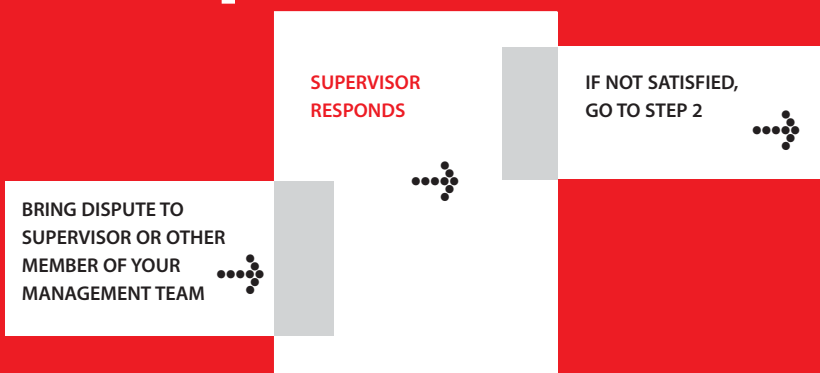 BRING DISPUTE TO
SUPERVISOR OR OTHER
MEMBER OF YOUR
MANAGEMENT TEAM
SUPERVISOR
RESPONDS
IF NOT SATISFIED,
GO TO STEP 2